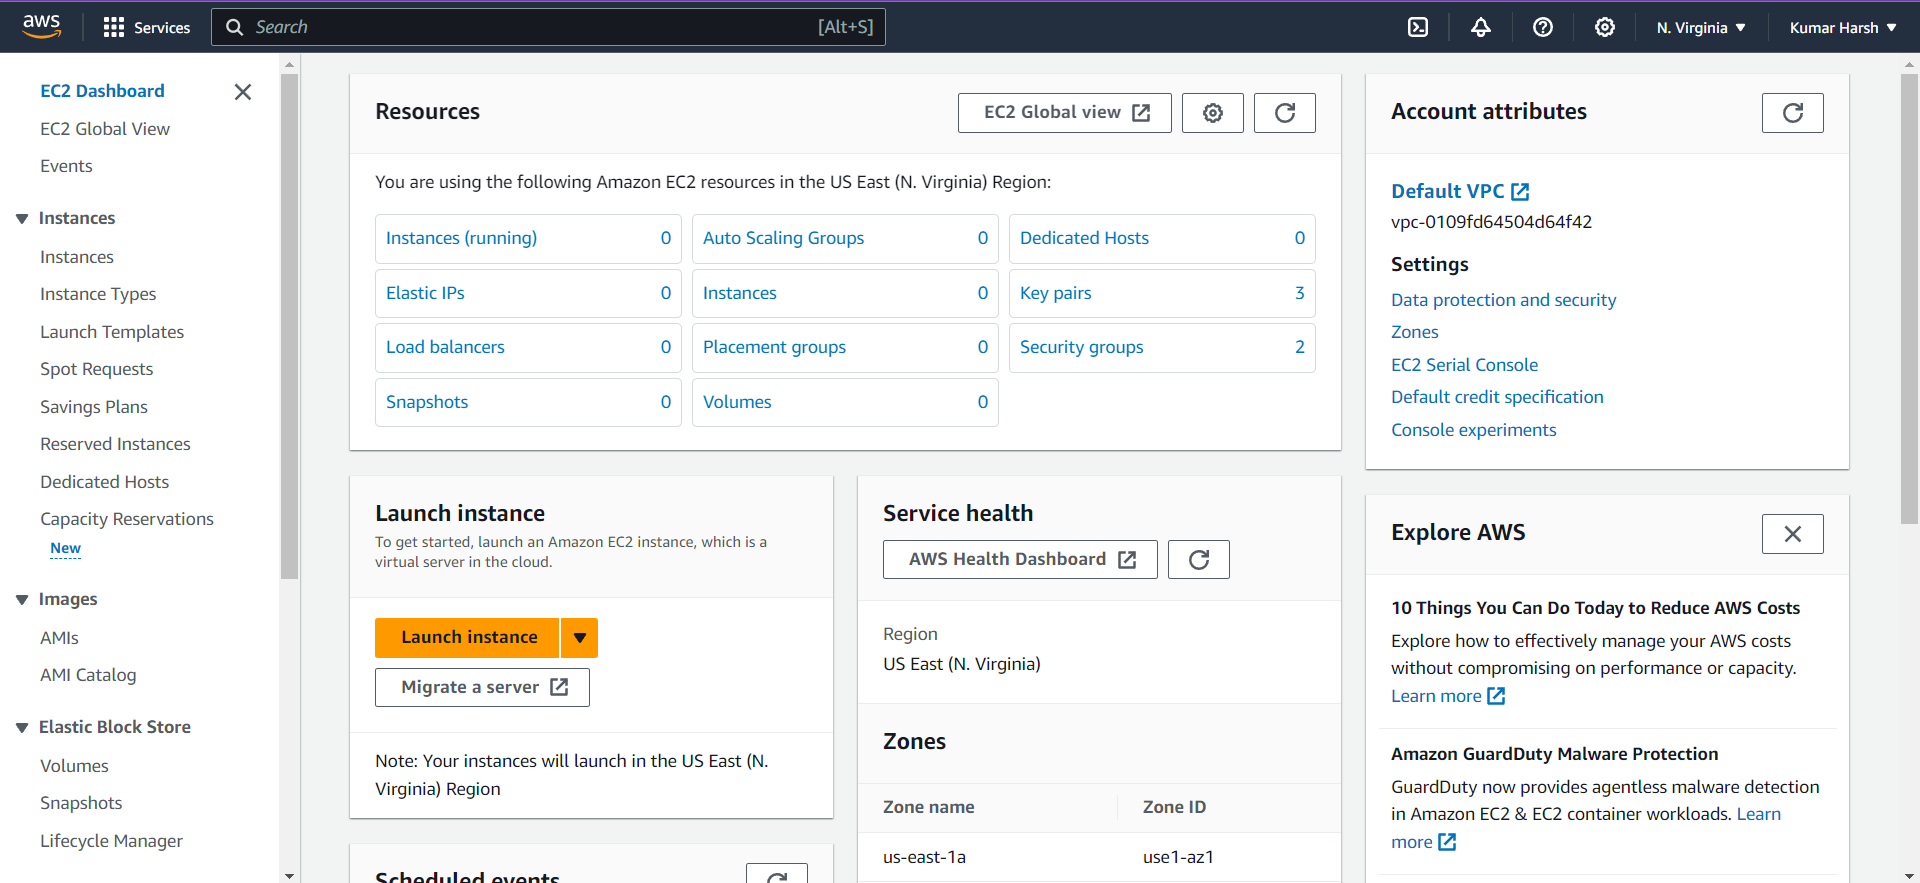 aws
Services
Search
[Alt+S]
N. Virginia
Kumar Harsh
EC2 Dashboard
EC2 Global View
Events
Instances
Instances
Instance Types
Launch Templates
Spot Requests
Savings Plans
Reserved Instances
Dedicated Hosts
Capacity Reservations
New
Images
AMIs
AMI Catalog
Elastic Block Store
Volumes
Snapshots
Lifecycle Manager
Resources
EC2 Global view
You are using the following Amazon EC2 resources in the US East (N. Virginia) Region:
Instances (running) 0
Auto Scaling Groups 0
Dedicated Hosts 0
Elastic IPs 0
Instances 0
Key pairs 3
Load balancers 0
Placement groups 0
Security groups 2
Snapshots 0
Volumes 0
Launch instance
To get started, launch an Amazon EC2 instance, which is a
virtual server in the cloud.
Launch instance
Migrate a server
Note: Your instances will launch in the US East (N.
Virginia) Region
Scheduled events
Service health
AWS Health Dashboard
Region
US East (N. Virginia)
Zones
Zone name Zone ID
us-east-1a use1-az1
Account attributes
Default VPC
vpc-0109fd64504d64f42
Settings
Data protection and security
Zones
EC2 Serial Console
Default credit specification
Console experiments
Explore AWS
10 Things You Can Do Today to Reduce AWS Costs
Explore how to effectively manage your AWS costs
without compromising on performance or capacity.
Learn more
Amazon GuardDuty Malware Protection
GuardDuty now provides agentless malware detection
in Amazon EC2 & EC2 container workloads. Learn
more